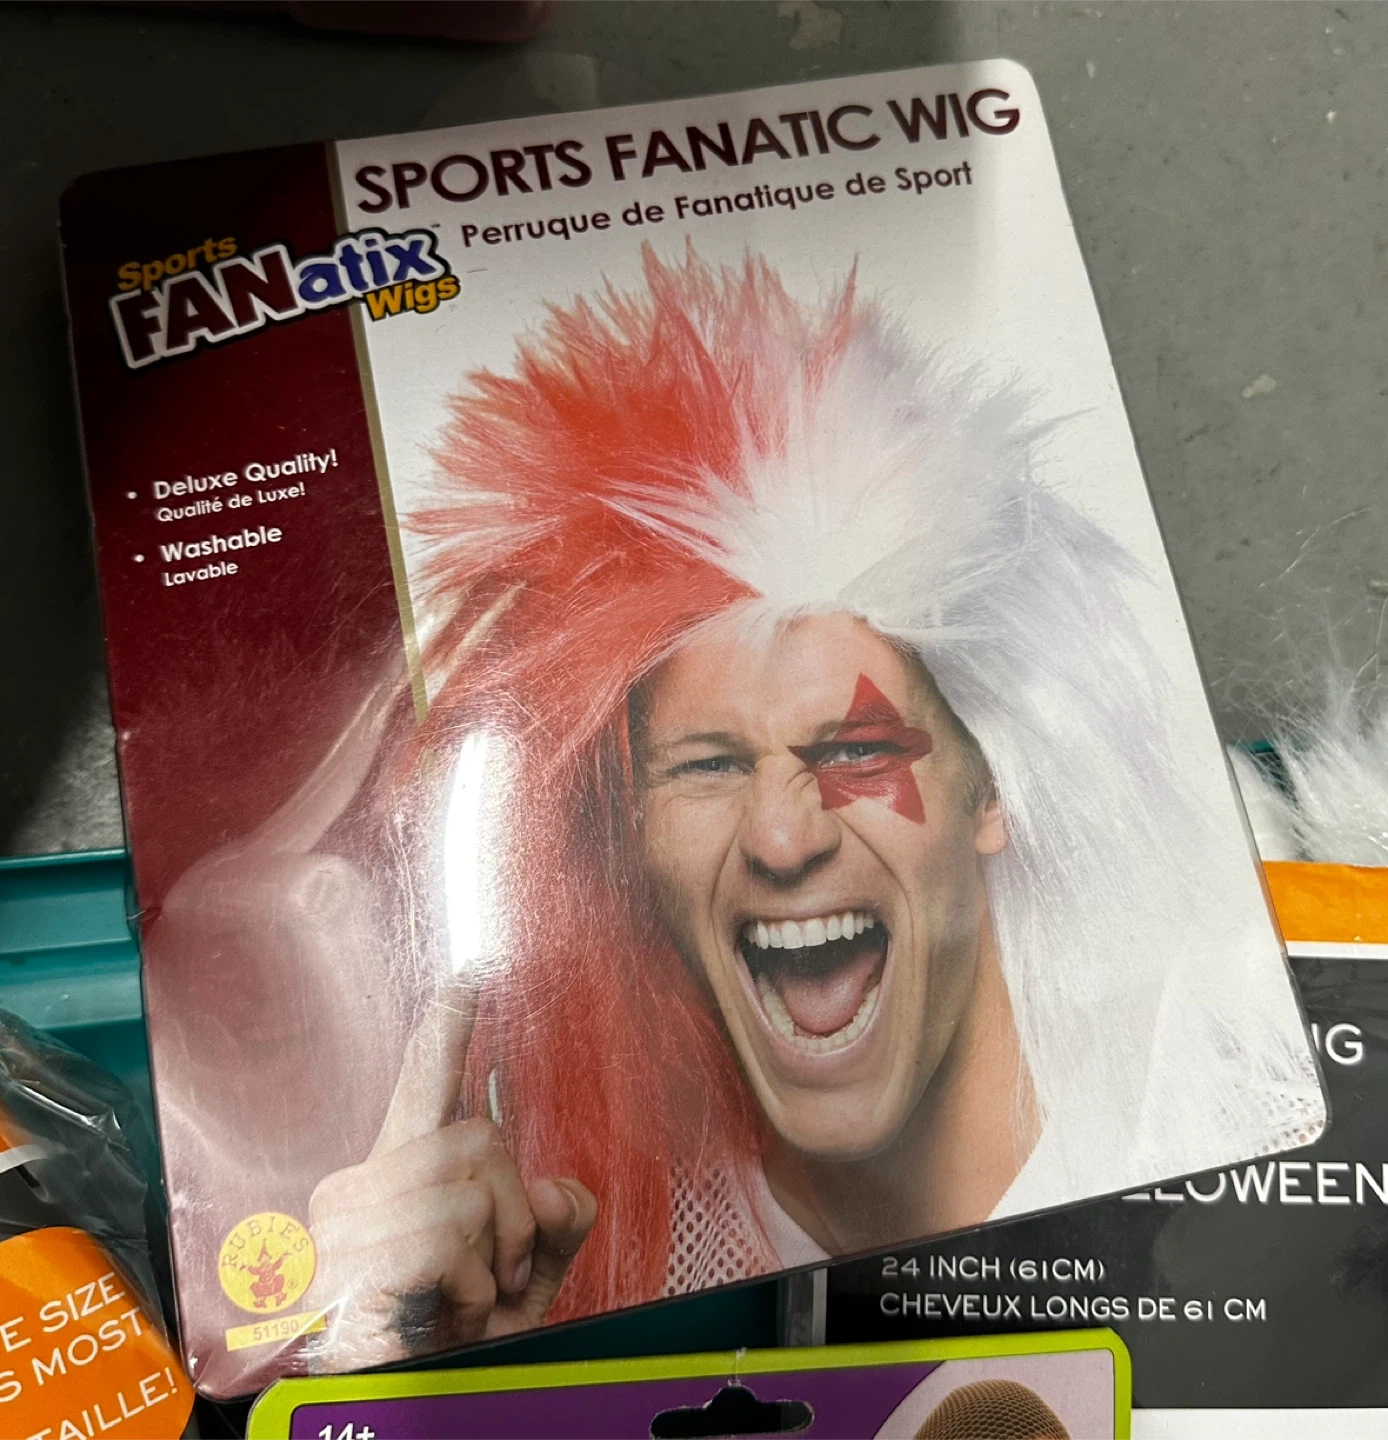 SPORTS FANATIC WIG
Perruque de Fanatique de Sport
Sports
FANatix
Wigs
• Deluxe Quality!
Qualité de Luxe!
• Washable
Lavable
RUBIE'S
51190
24 INCH (61CM)
CHEVEUX LONGS DE 61 CM
E SIZE
S MOST
TAILLE!
14+